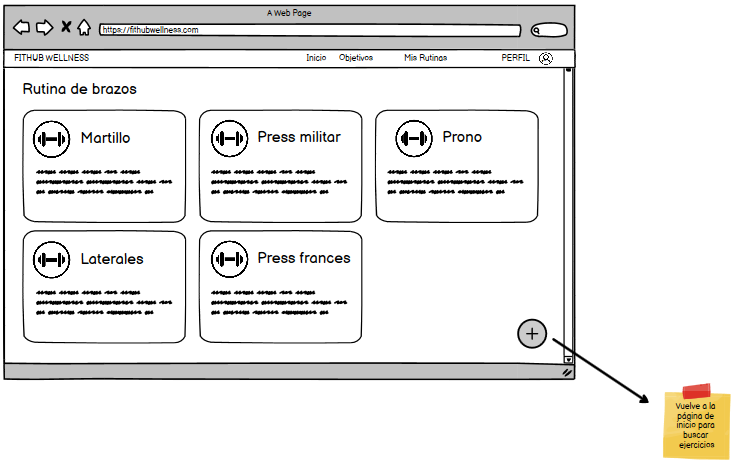 A Web Page
https://fithubwellness.com
FITHUB WELLNESS
Inicio
Objetivos
Mis Rutinas
PERFIL
Rutina de brazos
Martillo
Press militar
Prono
Laterales
Press frances
Vuelve a la
página de
inicio para
buscar
ejercicios